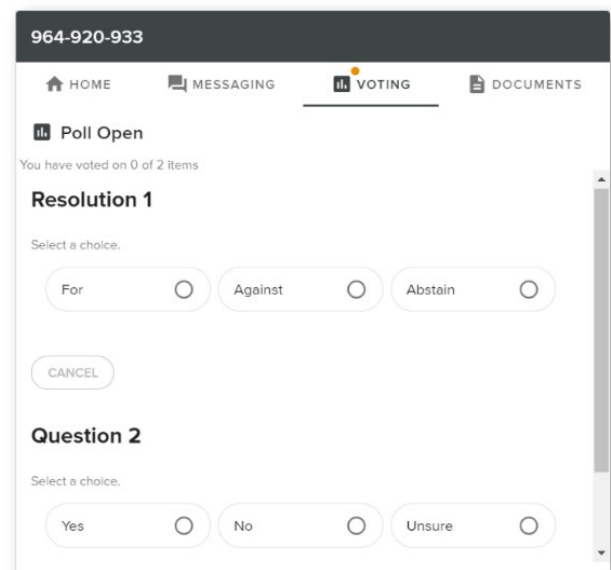 964-920-933
HOME MESSAGING VOTING DOCUMENTS
Poll Open
You have voted on 0 of 2 items
Resolution 1
Select a choice.
For Against Abstain
CANCEL
Question 2
Select a choice.
Yes No Unsure